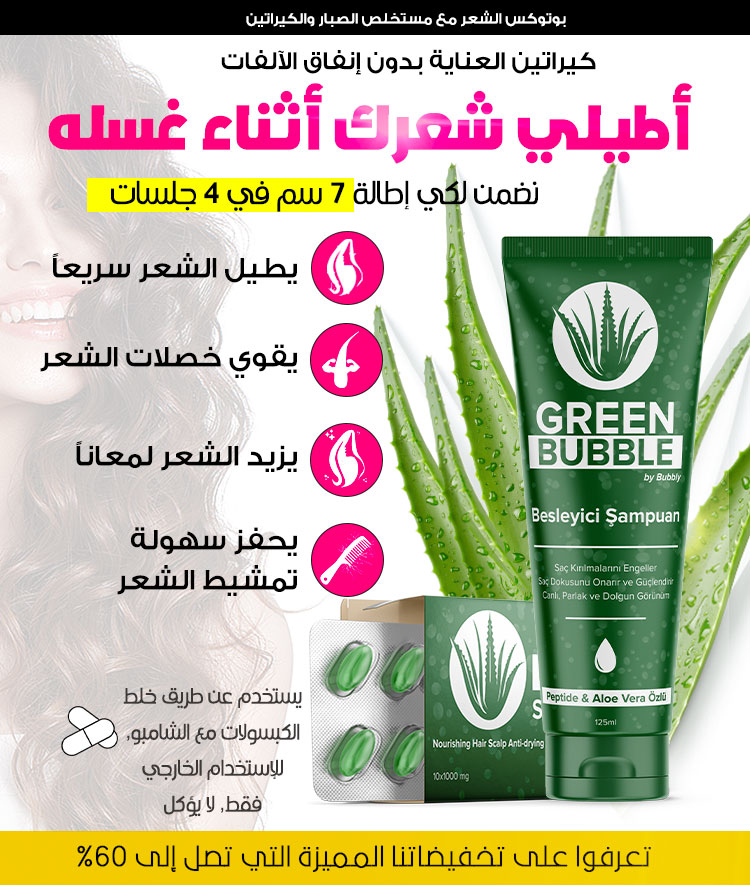 بوتوكس الشعر مع مستخلص الصبار والكيراتين
كيراتين العناية بدون إنفاق الآلفات
أطيلي شعرك أثناء غسله
نضمن لكي إطالة 7 سم في 4 جلسات
يطيل الشعر سريعاً
يقوي خصلات الشعر
يزيد الشعر لمعاناً
يحفز سهولة
تمشيط الشعر
يستخدم عن طريق خلط
الكبسولات مع الشامبو,
للإستخدام الخارجي
فقط, لا يؤكل
GREEN
BUBBLE
by Bubbly
Besleyici Şampuan
Saç Kırılmalarını Engeller
Saç Dokusunu Onarır ve Güçlendirir
Canlı, Parlak ve Dolgun Görünüm
Peptide & Aloe Vera Özlü
125ml
Nourishing Hair Scalp Anti-drying
10x1000 mg
تعرفوا على تخفيضاتنا المميزة التي تصل إلى 60%